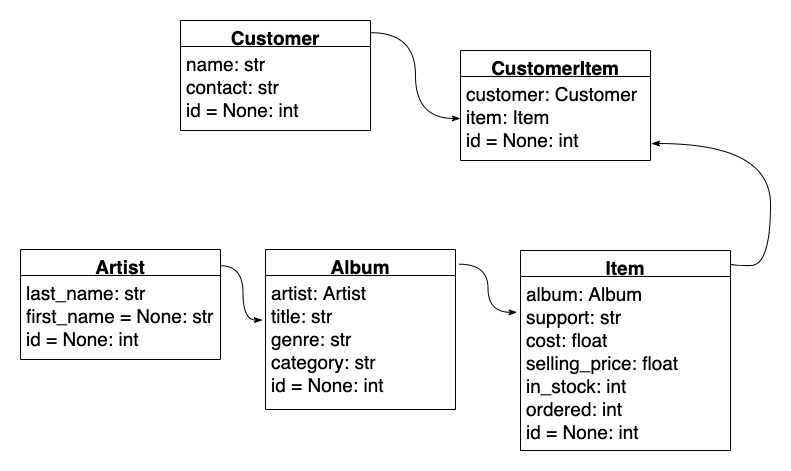 Customer
name: str
contact: str
id = None: int
CustomerItem
customer: Customer
item: Item
id = None: int
Artist
last_name: str
first_name = None: str
id = None: int
Album
artist: Artist
title: str
genre: str
category: str
id = None: int
Item
album: Album
support: str
cost: float
selling_price: float
in_stock: int
ordered: int
id = None: int